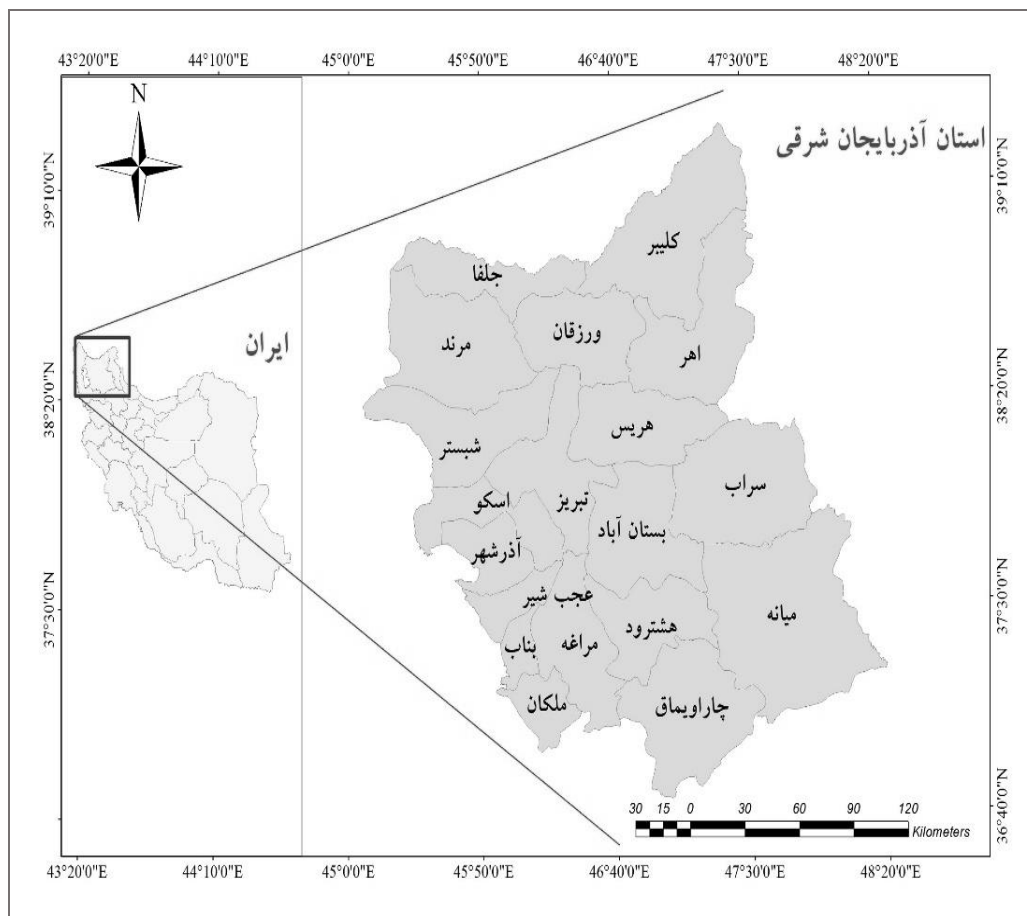 43°20'0"E 44°10'0"E 45°0'0"E 45°50'0"E 46°40'0"E 47°30'0"E 48°20'0"E
N
استان آذربایجان شرقی
39°10'0"N
39°10'0"N
کلیبر
جلفا
ورزقان
مرند
ایران
اهر
38°20'0"N
38°20'0"N
هریس
شبستر
سراب
اسکو
تبریز
بستان آباد
آذرشهر
37°30'0"N
37°30'0"N
عجب شیر
میانه
هشترود
مراغه
بناب
ملکان
چاراویماق
36°40'0"N
30 15 0 30 60 90 120
Kilometers
43°20'0"E 44°10'0"E 45°0'0"E 45°50'0"E 46°40'0"E 47°30'0"E 48°20'0"E